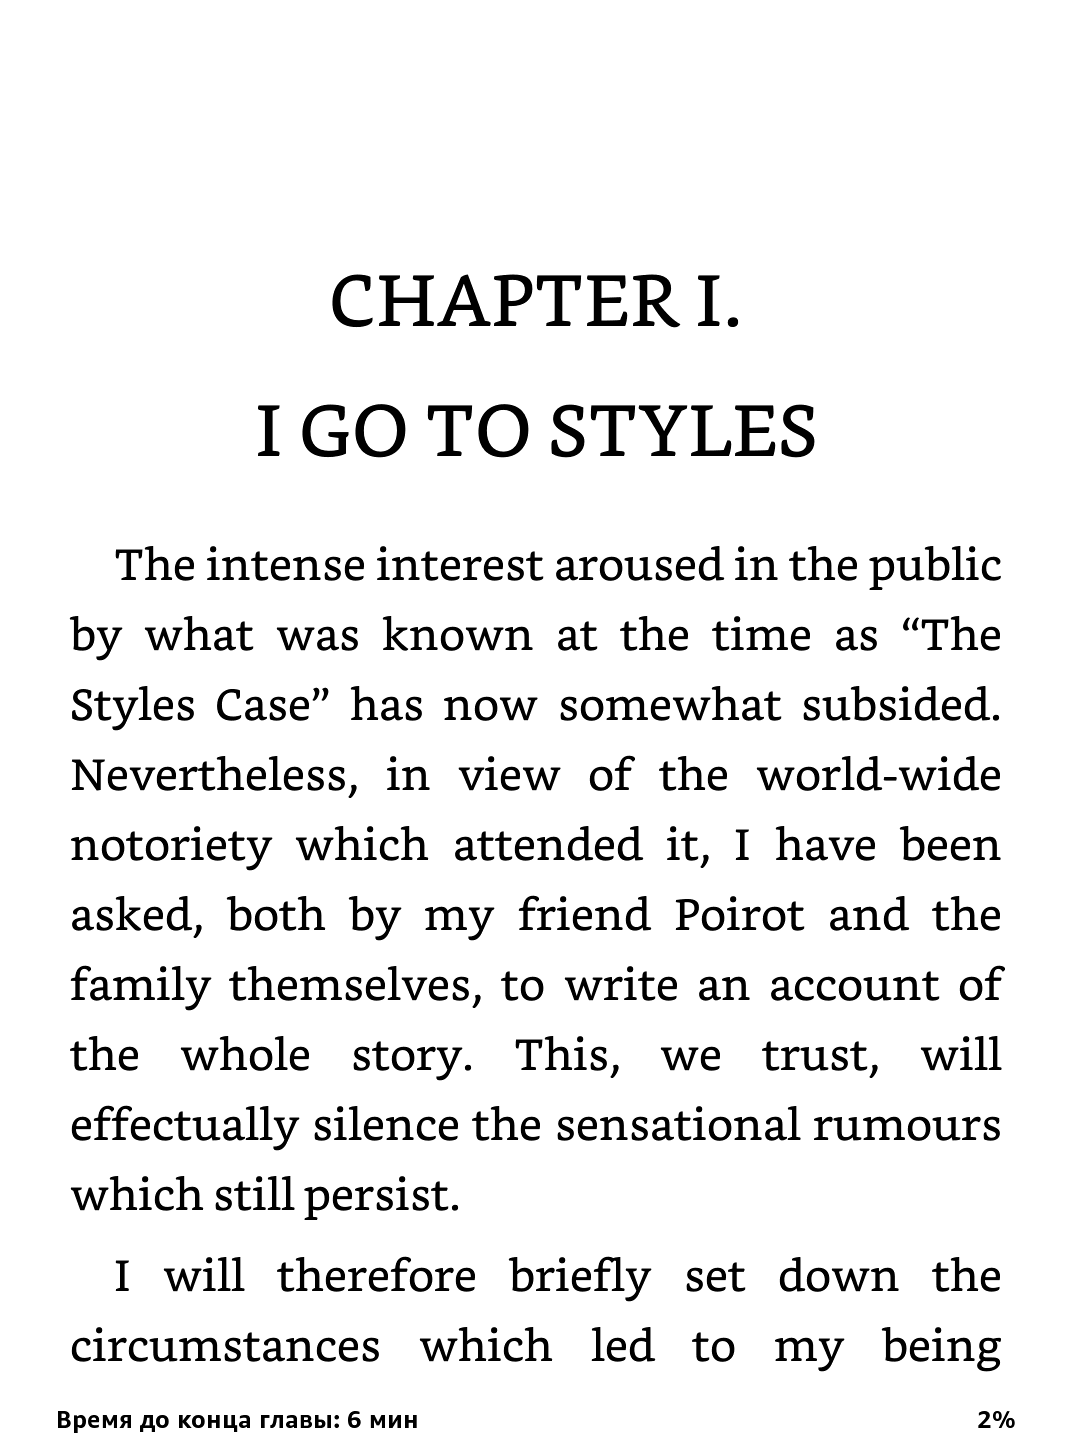 CHAPTER I.
I GO TO STYLES
The intense interest aroused in the public
by what was known at the time as “The
Styles Case” has now somewhat subsided.
Nevertheless, in view of the world-wide
notoriety which attended it, I have been
asked, both by my friend Poirot and the
family themselves, to write an account of
the whole story. This, we trust, will
effectually silence the sensational rumours
which still persist.
I will therefore briefly set down the
circumstances which led to my being
Время до конца главы: 6 мин 2%